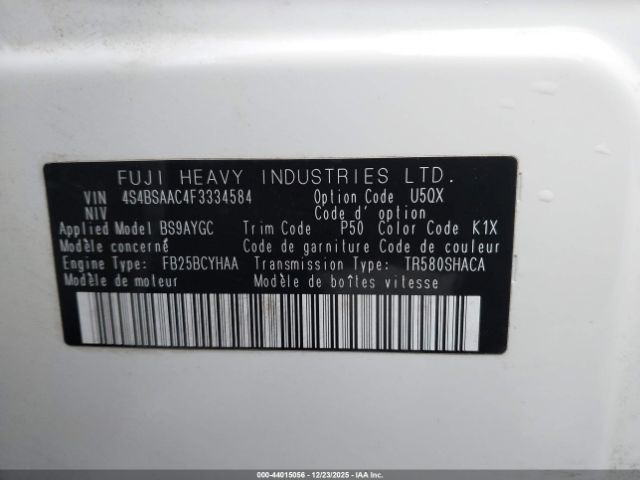 FUJI HEAVY INDUSTRIES LTD.
VIN 4S4BSAAC4F3334584 Option Code U5QX
NIV Code d' option
Applied Model BS9AYGC Trim Code P50 Color Code K1X
Modèle concerné Code de garniture Code de couleur
Engine Type: FB25BCYHAA Transmission Type: TR580SHACA
Modèle de moteur Modèle de boîtes vitesse
000-44015056 - 12/23/2025 - IAAI.COM